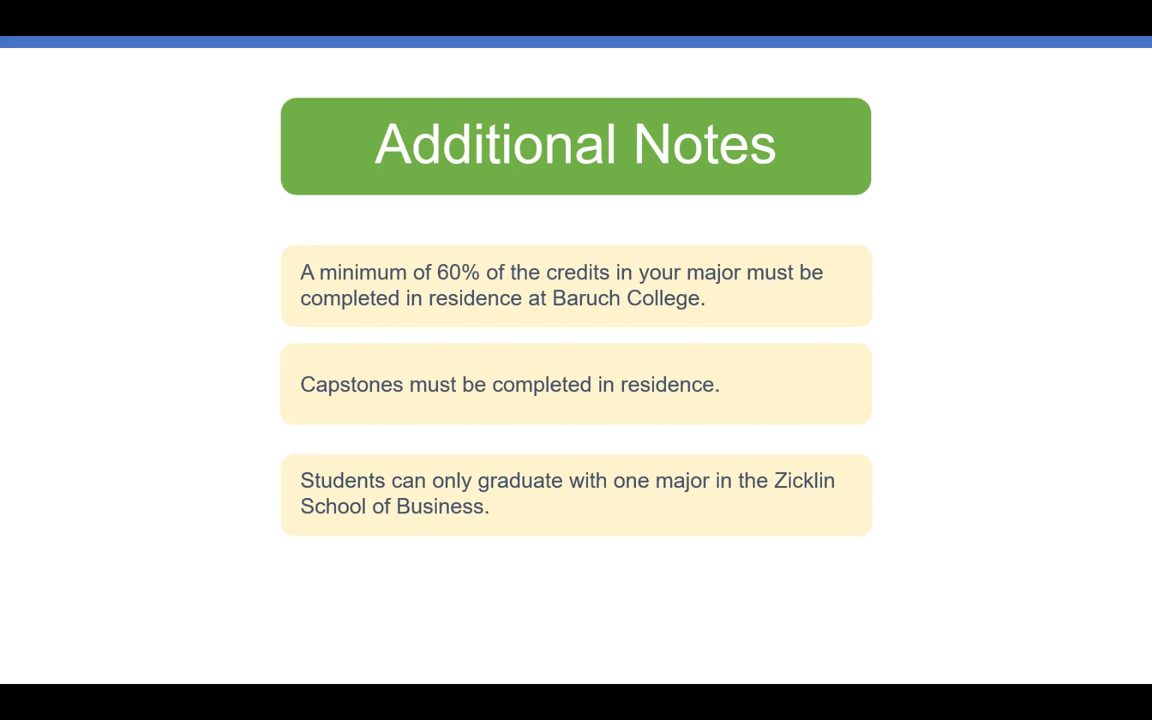 Additional Notes
A minimum of 60% of the credits in your major must be
completed in residence at Baruch College.
Capstones must be completed in residence.
Students can only graduate with one major in the Zicklin
School of Business.